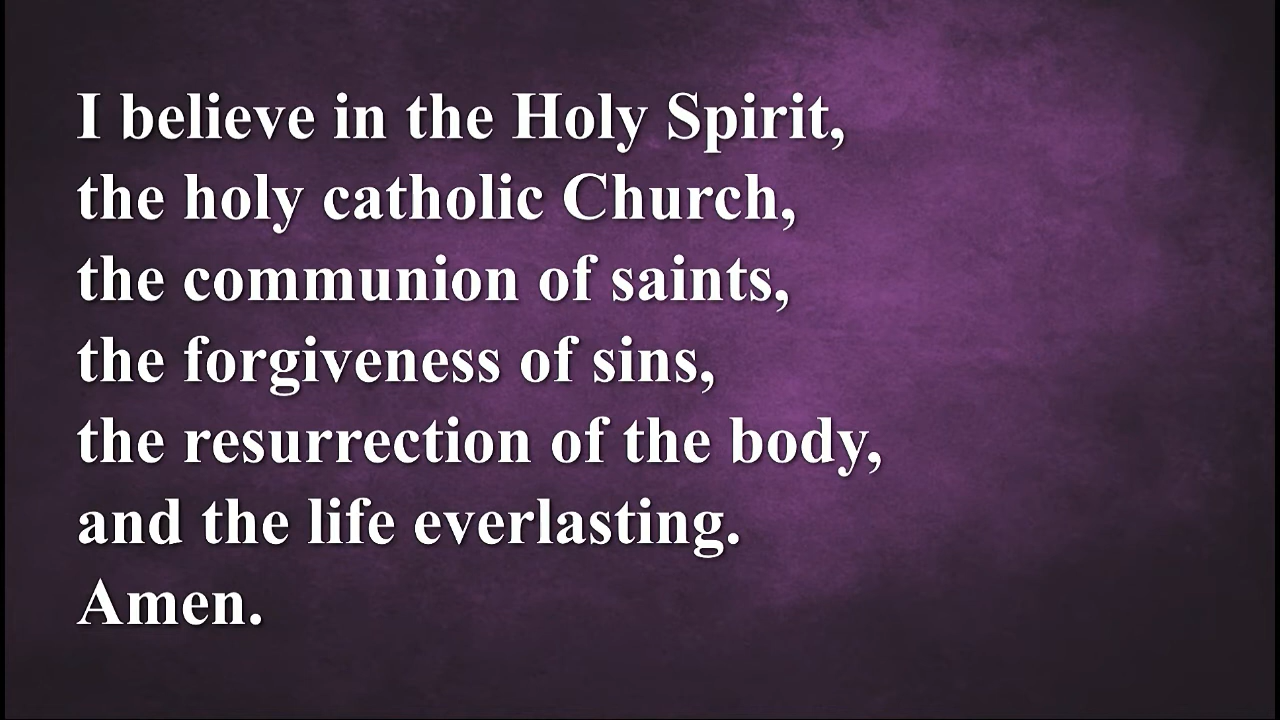 I believe in the Holy Spirit,
the holy catholic Church,
the communion of saints,
the forgiveness of sins,
the resurrection of the body,
and the life everlasting.
Amen.